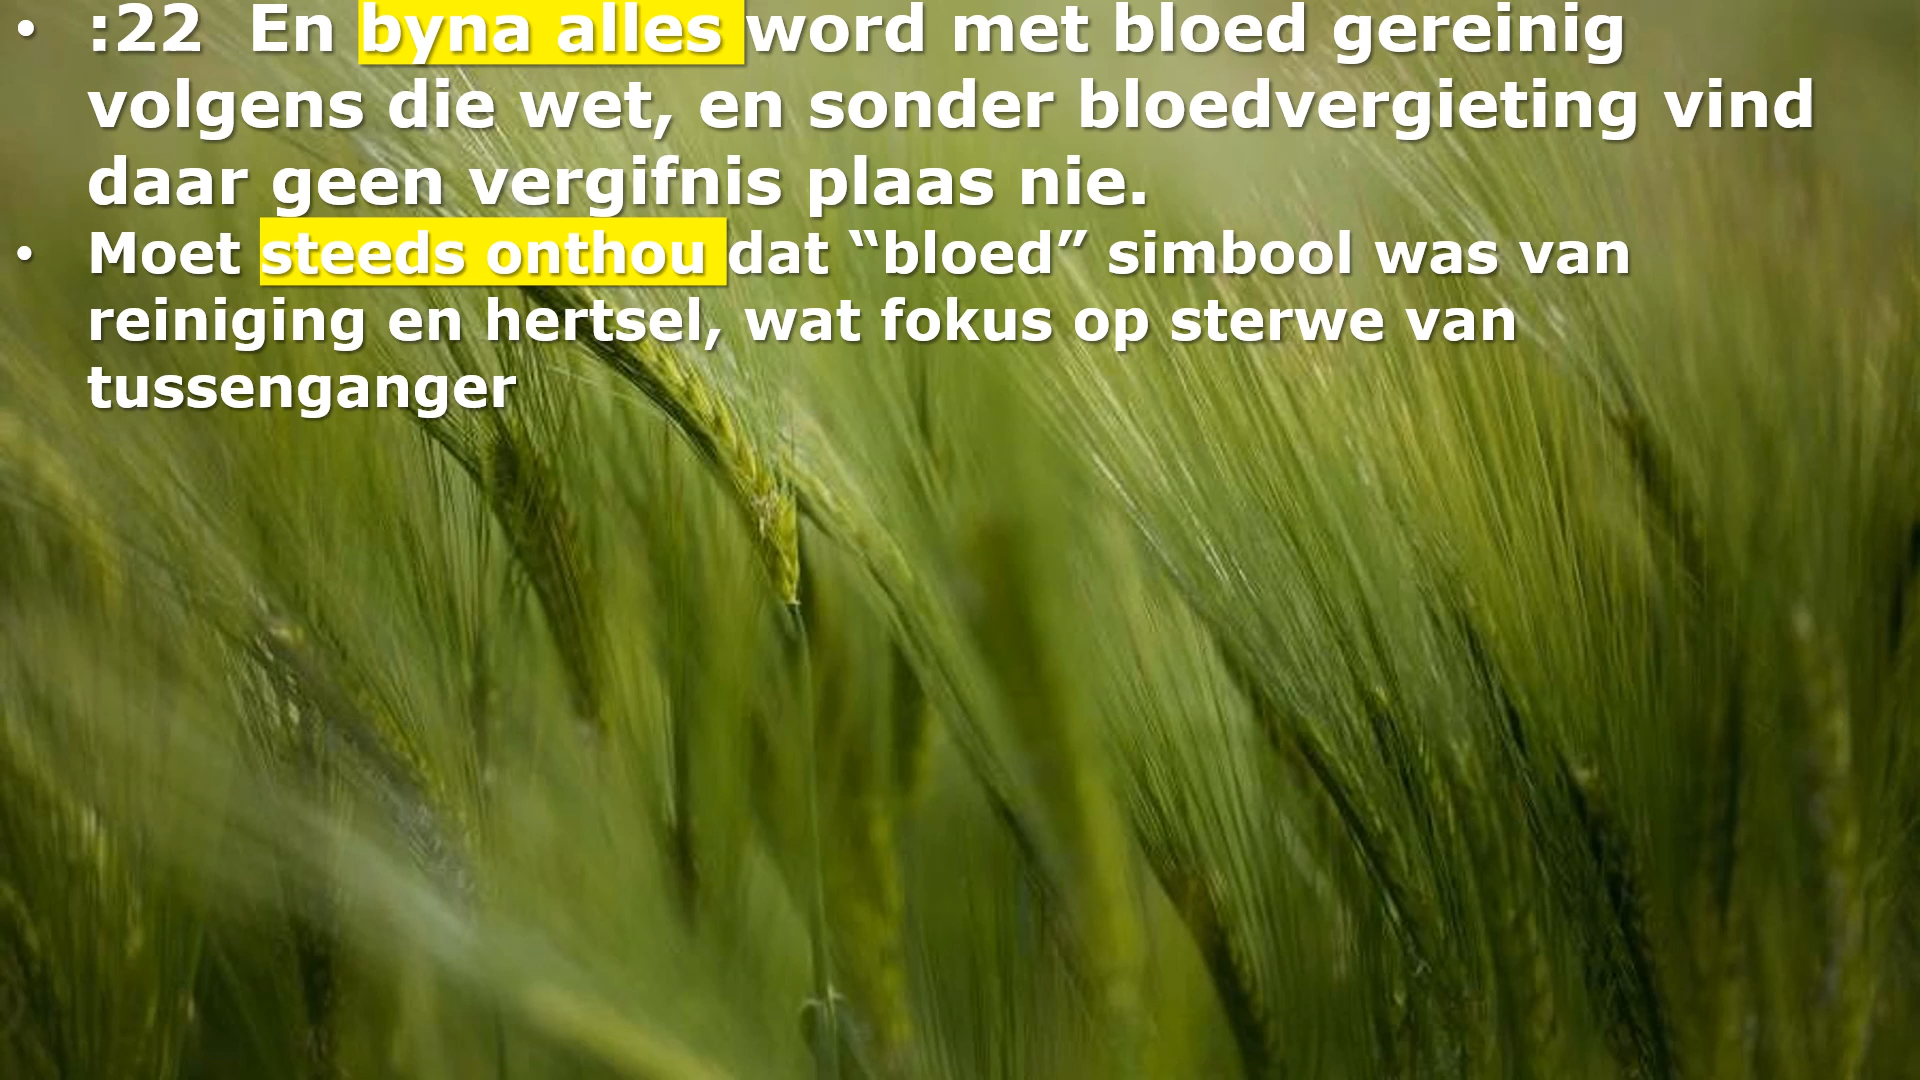 • :22 En byna alles word met bloed gereinig
volgens die wet, en sonder bloedvergieting vind
daar geen vergifnis plaas nie.
• Moet steeds onthou dat “bloed” simbool was van
reiniging en hertsel, wat fokus op sterwe van
tussenganger